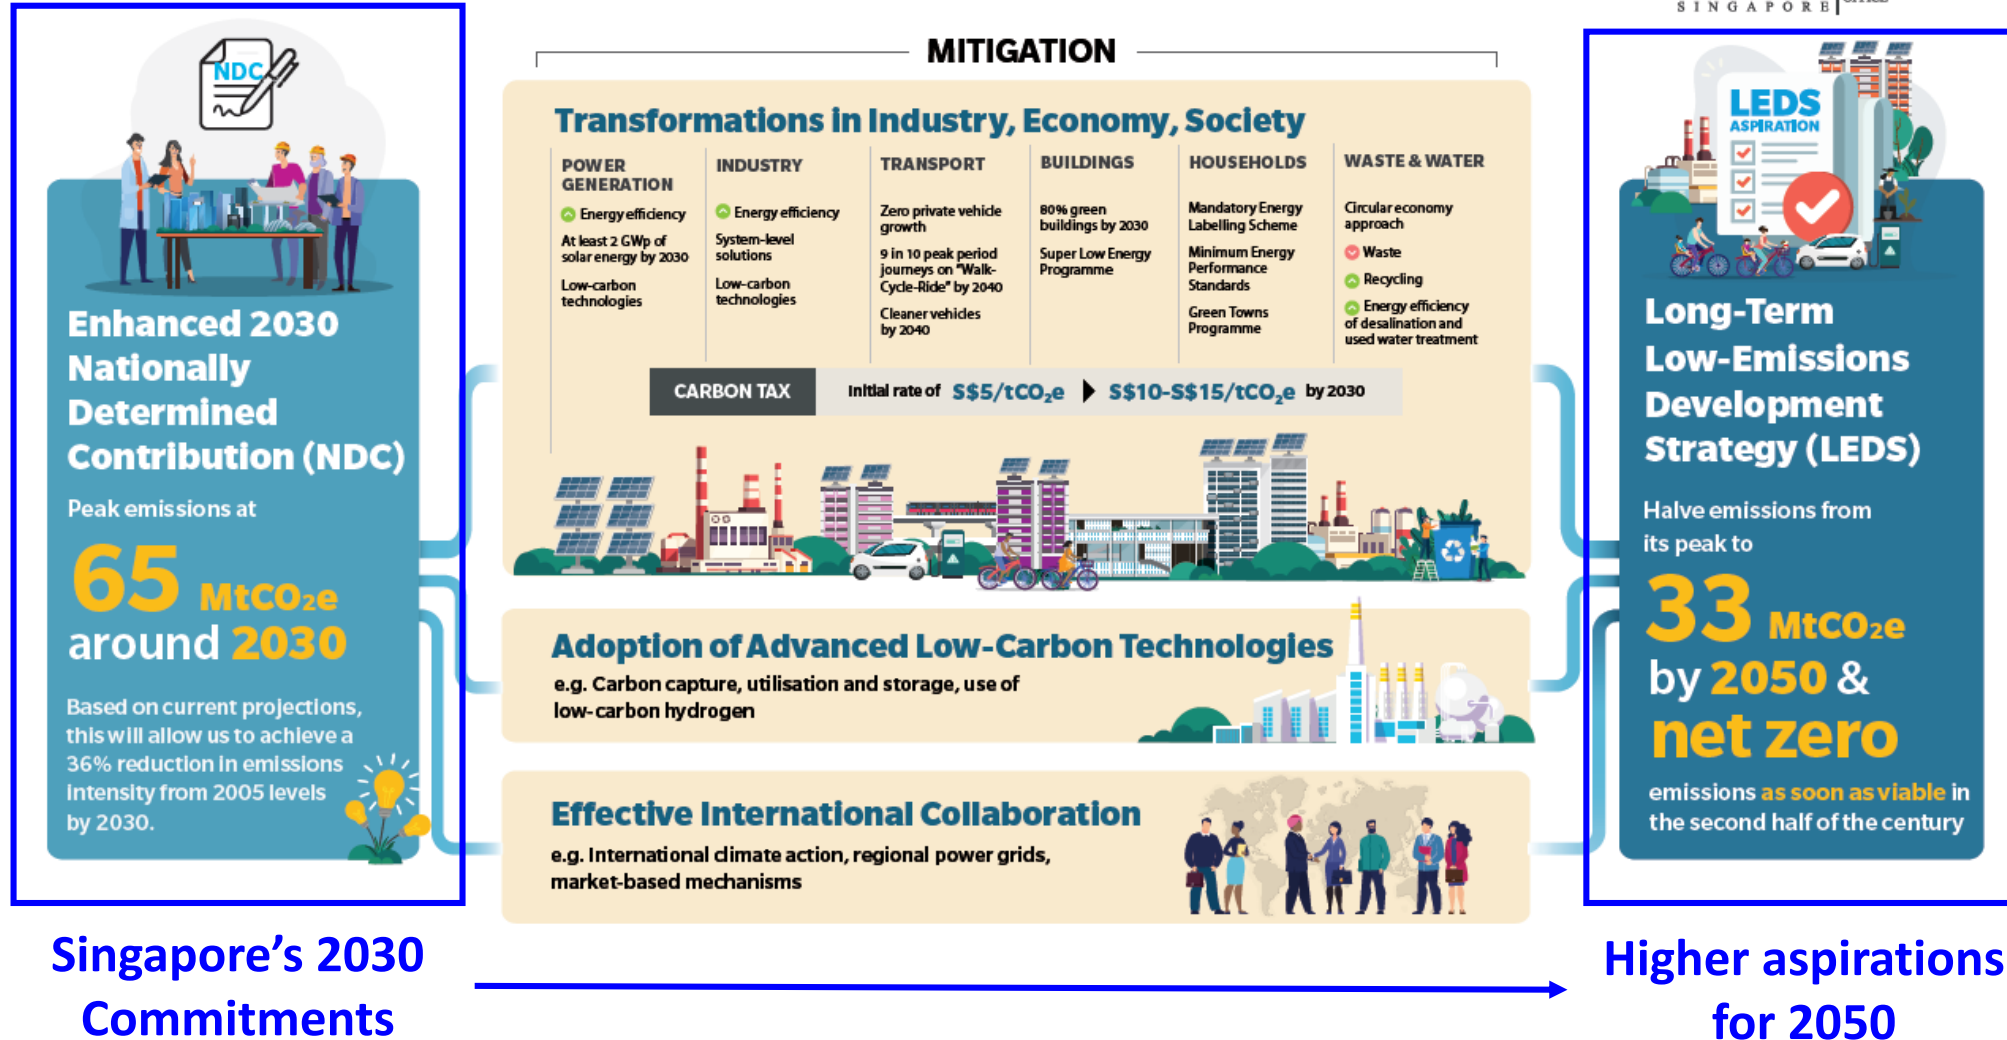 SINGAPORE
NDC
Enhanced 2030
Nationally
Determined
Contribution (NDC)
Peak emissions at
65 MtCO₂e
around 2030
Based on current projections,
this will allow us to achieve a
36% reduction in emissions
intensity from 2005 levels
by 2030.
Singapore's 2030
Commitments
MITIGATION
Transformations in Industry, Economy, Society
POWER
GENERATION
Energy efficiency
At least 2 GWp of
solar energy by 2030
Low-carbon
technologies
INDUSTRY
Energy efficiency
System-level
solutions
Low-carbon
technologies
TRANSPORT
Zero private vehicle
growth
9 in 10 peak period
journeys on "Walk-
Cycle-Ride" by 2040
Cleaner vehicles
by 2040
BUILDINGS
80% green
buildings by 2030
Super Low Energy
Programme
HOUSEHOLDS
Mandatory Energy
Labelling Scheme
Minimum Energy
Performance
Standards
Green Towns
Programme
WASTE & WATER
Circular economy
approach
Waste
Recycling
Energy efficiency
of desalination and
used water treatment
CARBON TAX Initial rate of S$5/tCO₂e S$10-S$15/tCO₂e by 2030
Adoption of Advanced Low-Carbon Technologies
e.g. Carbon capture, utilisation and storage, use of
low-carbon hydrogen
Effective International Collaboration
e.g. International climate action, regional power grids,
market-based mechanisms
LEDS
ASPIRATION
Long-Term
Low-Emissions
Development
Strategy (LEDS)
Halve emissions from
its peak to
33 MtCO₂e
by 2050 &
net zero
emissions as soon as viable in
the second half of the century
Higher aspirations
for 2050